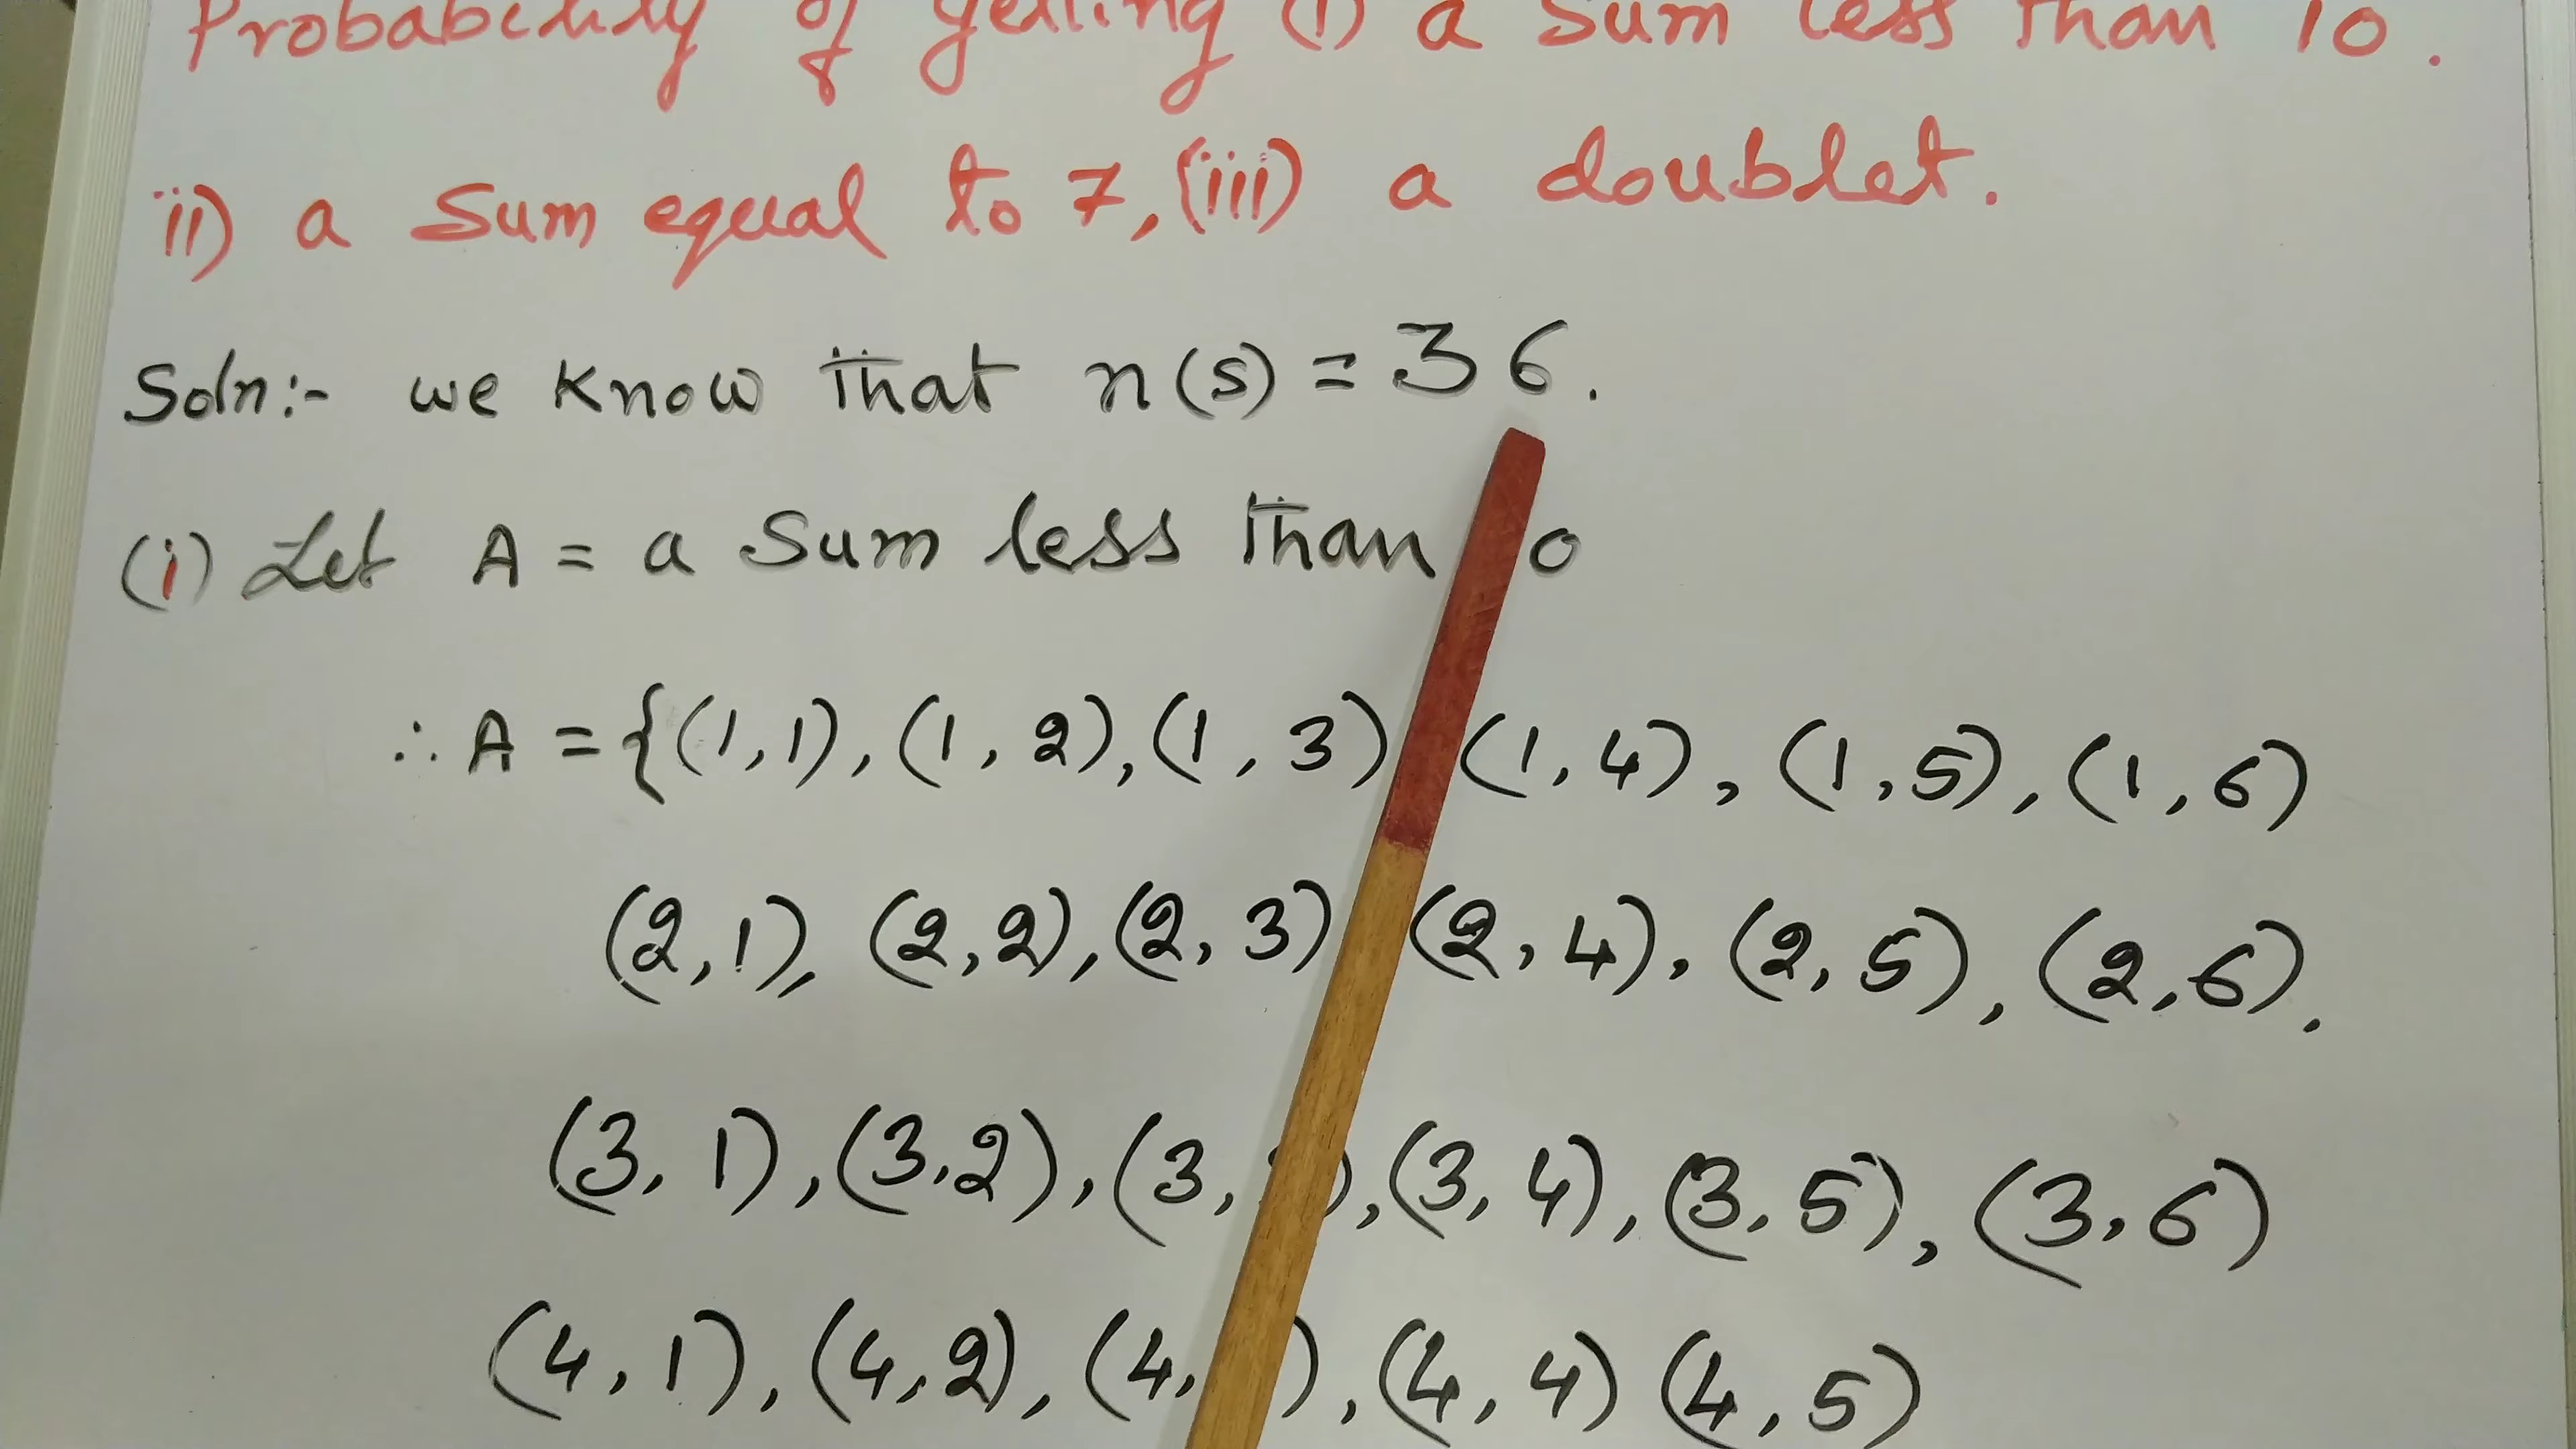 Probability of getting (i) a sum less than 10.
ii) a sum equal to 7, (iii) a doublet.
Soln:- we know that n(s) = 36.
(i) Let A = a sum less than 0
∴ A = {(1,1), (1,2), (1,3) (1,4), (1,5), (1,6)
(2,1), (2,2), (2,3) (2,4), (2,5), (2,6).
(3,1), (3,2), (3, ), (3,4), (3,5), (3,6)
(4,1), (4,2), (4, ), (4,4) (4,5)